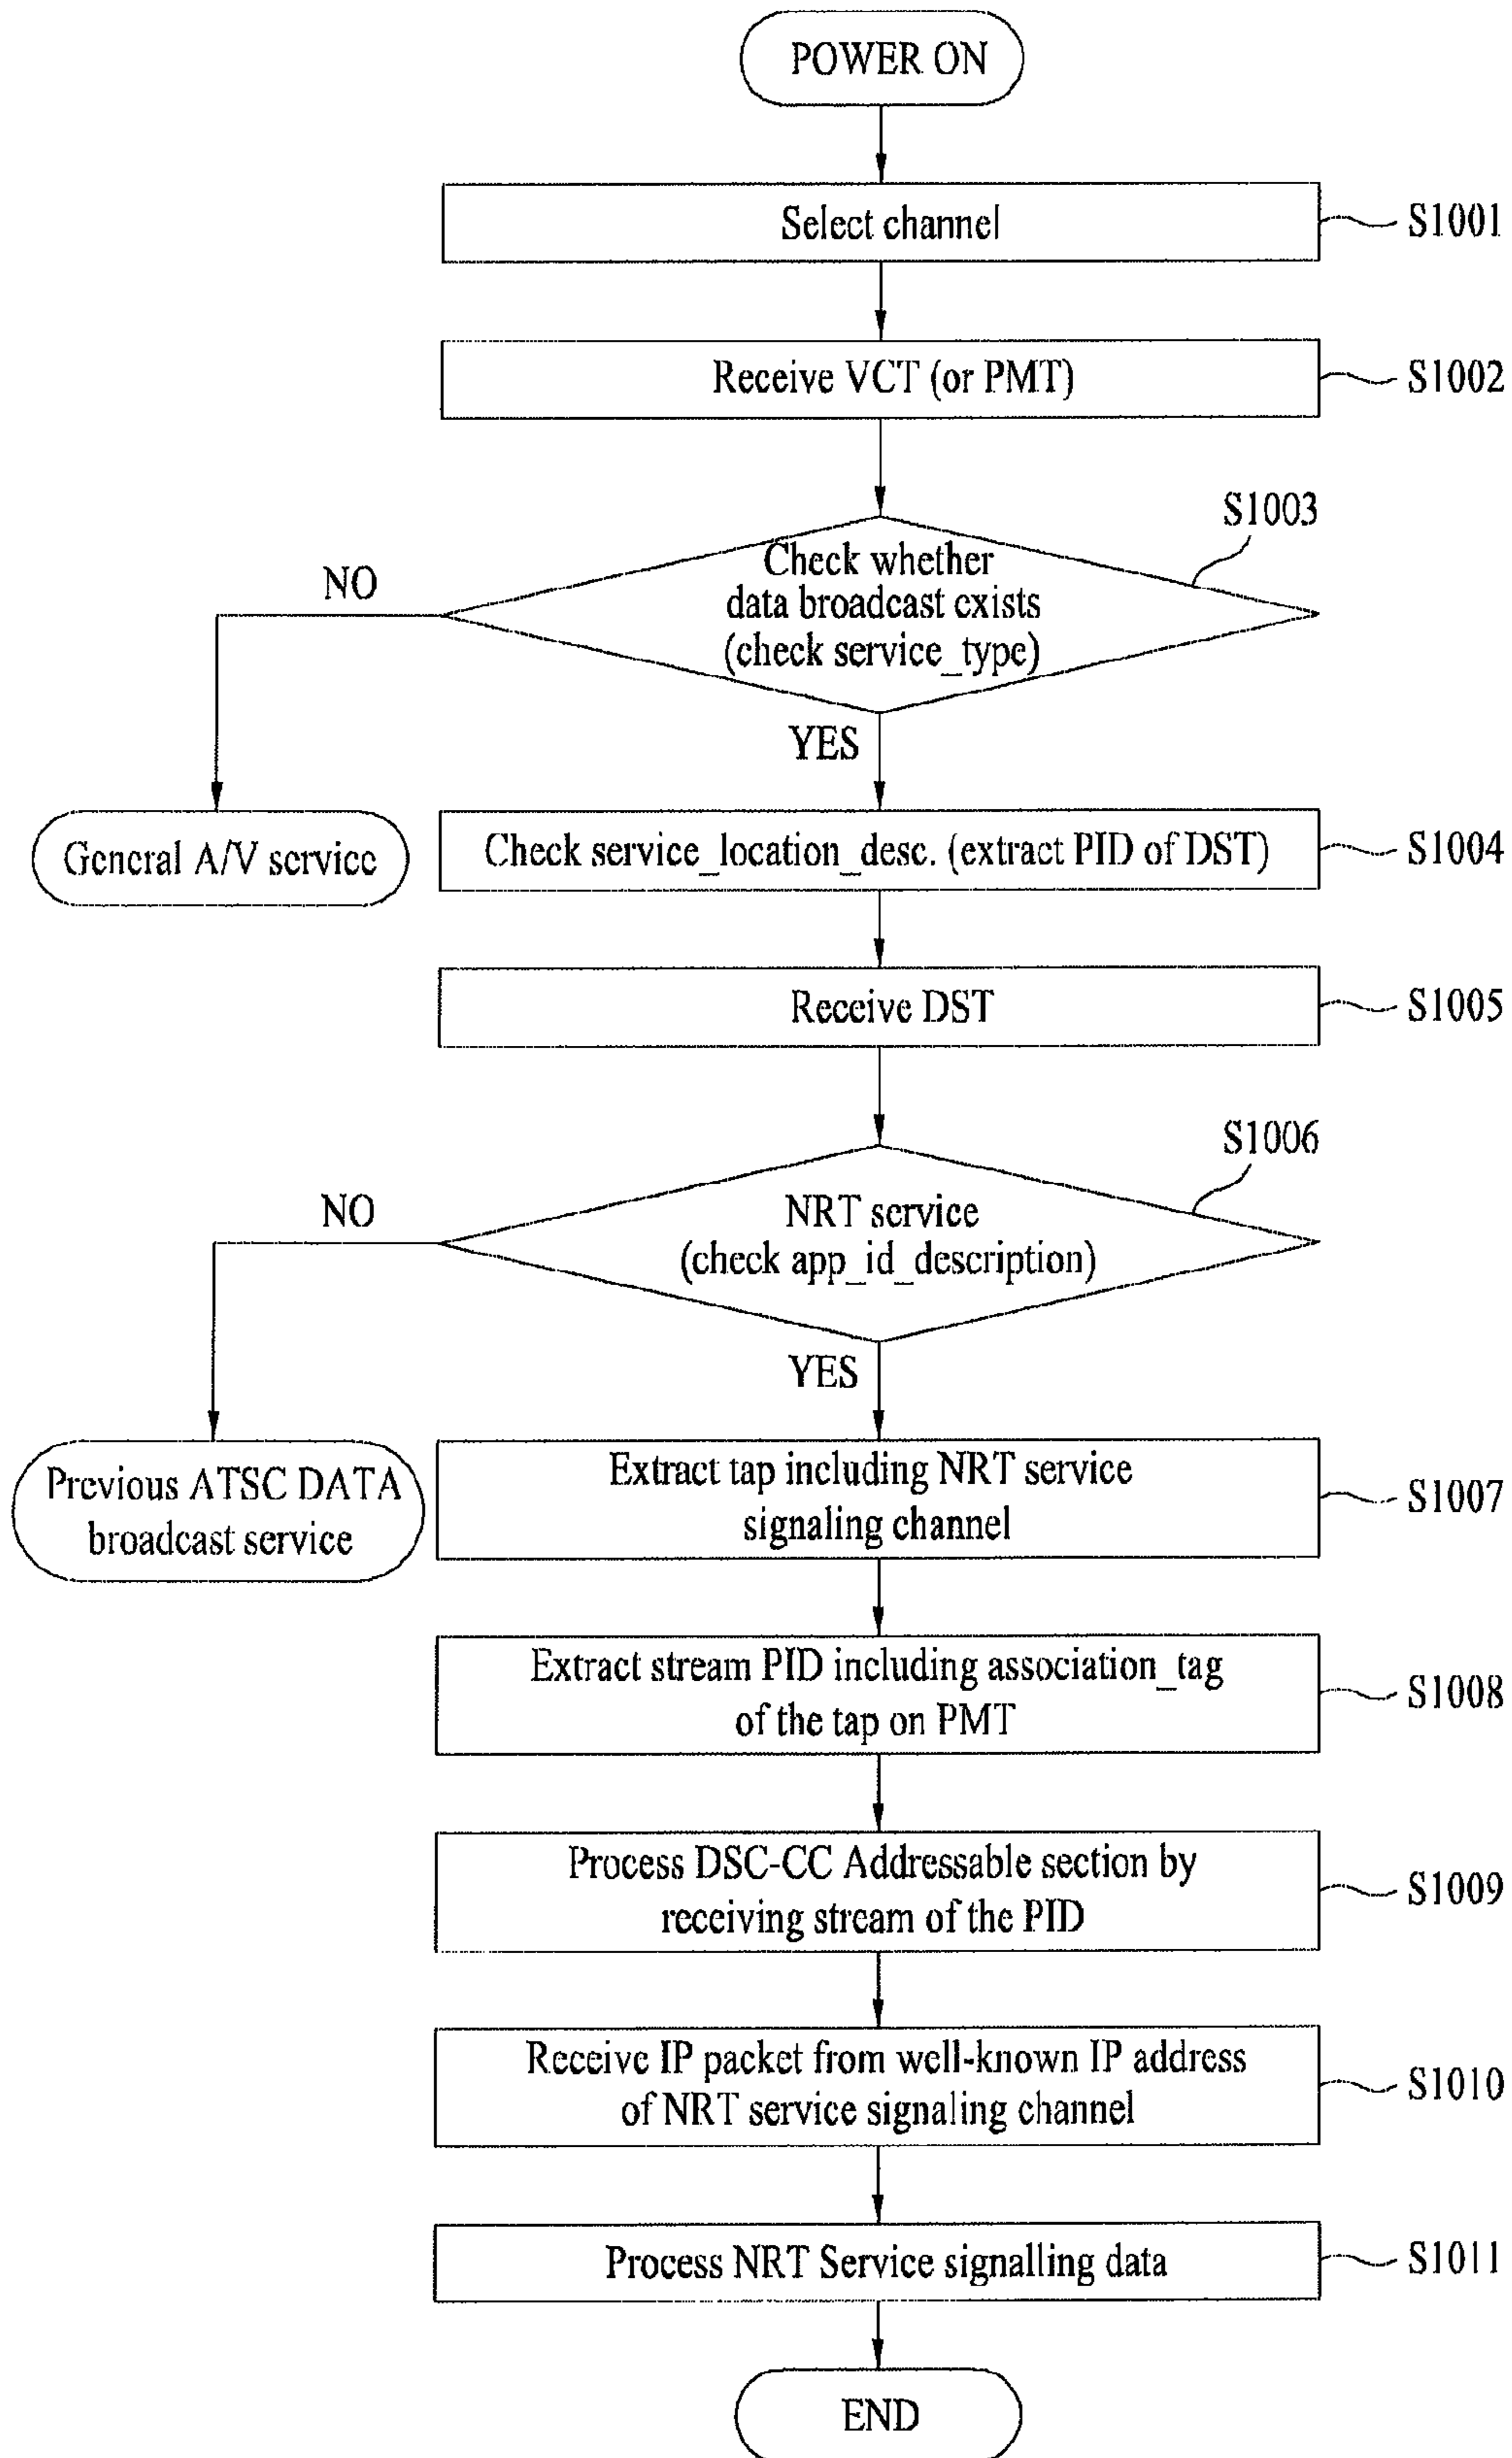 POWER ON
Select channel
S1001
Receive VCT (or PMT)
S1002
S1003
Check whether
data broadcast exists
(check service_type)
NO
YES
General A/V service
Check service_location_desc. (extract PID of DST)
S1004
Receive DST
S1005
S1006
NRT service
(check app_id_description)
NO
YES
Previous ATSC DATA
broadcast service
Extract tap including NRT service
signaling channel
S1007
Extract stream PID including association_tag
of the tap on PMT
S1008
Process DSC-CC Addressable section by
receiving stream of the PID
S1009
Receive IP packet from well-known IP address
of NRT service signaling channel
S1010
Process NRT Service signalling data
S1011
END